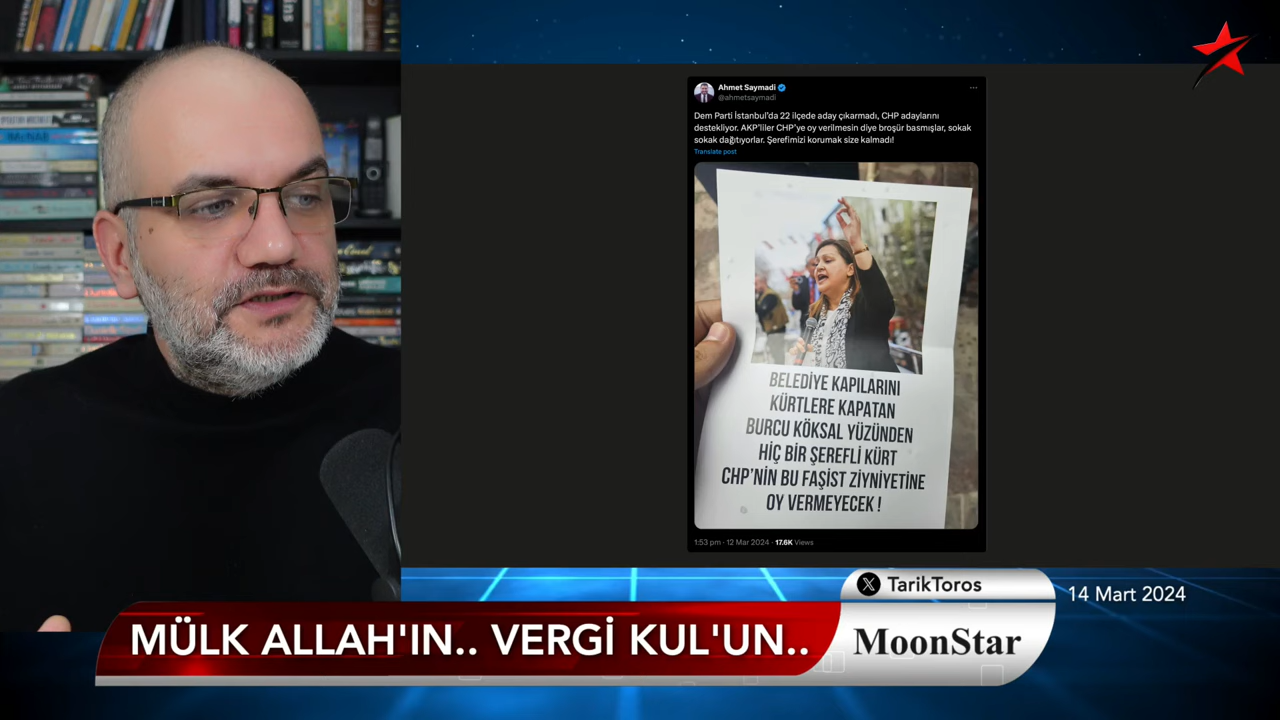 Ahmet Saymadi
@ahmetsaymadi
Dem Parti İstanbul'da 22 ilçede aday çıkarmadı, CHP adaylarını
destekliyor. AKP'liler CHP'ye oy verilmesin diye broşür basmışlar, sokak
sokak dağıtıyorlar. Şerefimizi korumak size kalmadı!
Translate post
BELEDİYE KAPILARINI
KÜRTLERE KAPATAN
BURCU KÖKSAL YÜZÜNDEN
HİÇ BİR ŞEREFLİ KÜRT
CHP'NİN BU FAŞİST ZİYNİYETİNE
OY VERMEYECEK !
1:53 pm · 12 Mar 2024 · 17.6K Views
X TarikToros
14 Mart 2024
MÜLK ALLAH'IN.. VERGİ KUL'UN..
MoonStar